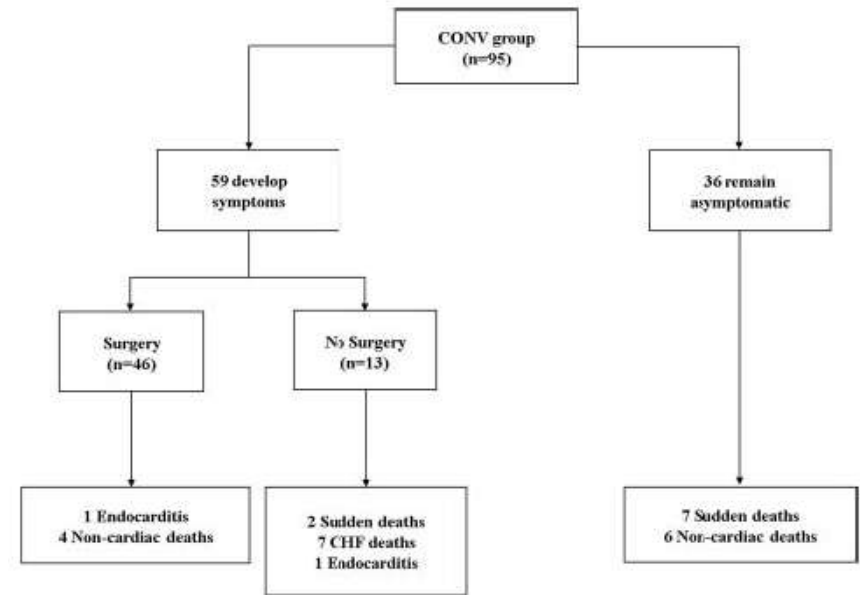 CONV group
(n=95)
59 develop
symptoms
36 remain
asymptomatic
Surgery
(n=46)
No Surgery
(n=13)
1 Endocarditis
4 Non-cardiac deaths
2 Sudden deaths
7 CHF deaths
1 Endocarditis
7 Sudden deaths
6 Non-cardiac deaths